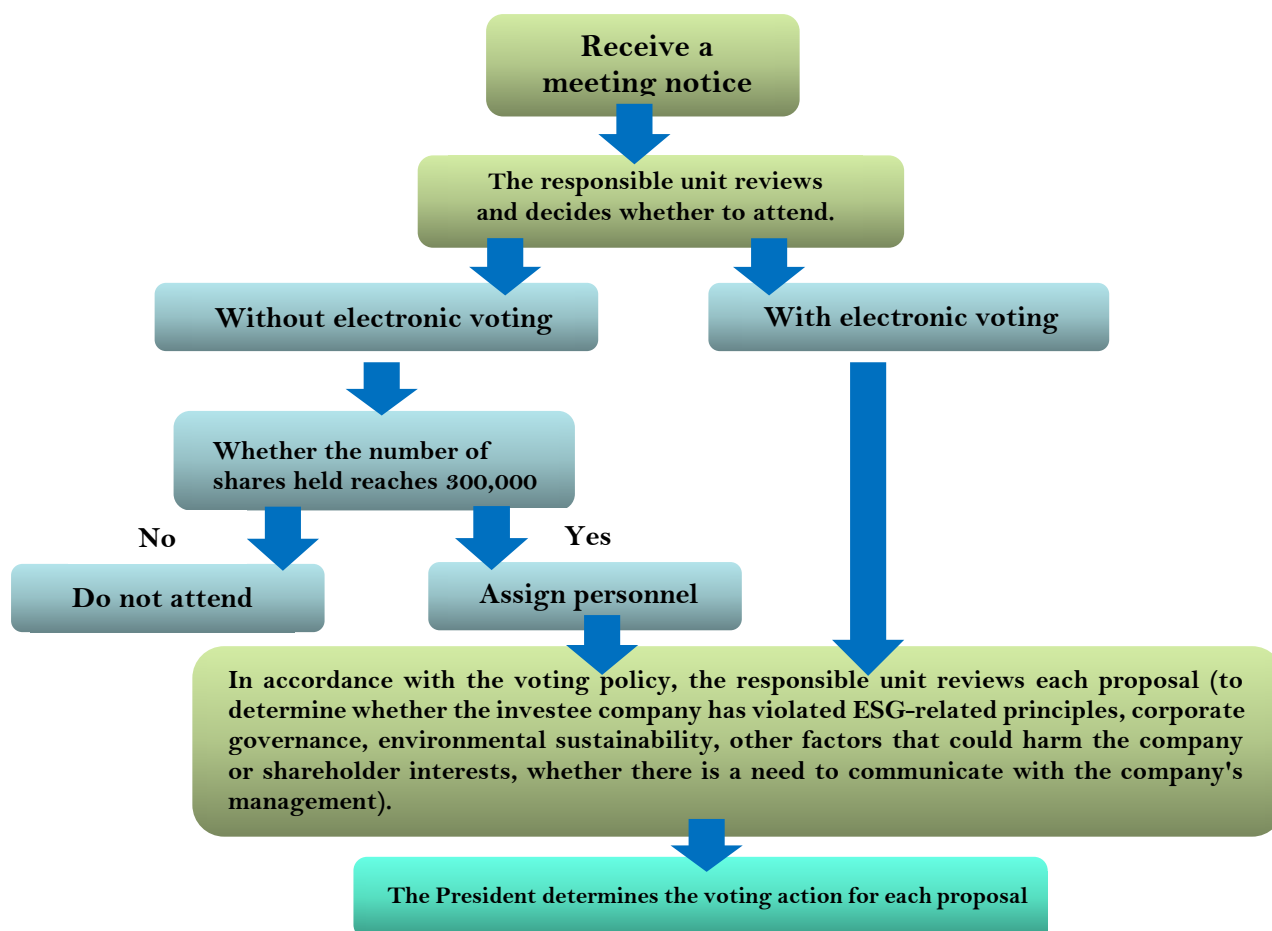 Receive a
meeting notice
The responsible unit reviews
and decides whether to attend.
Without electronic voting
With electronic voting
Whether the number of
shares held reaches 300,000
No
Yes
Do not attend
Assign personnel
In accordance with the voting policy, the responsible unit reviews each proposal (to
determine whether the investee company has violated ESG-related principles, corporate
governance, environmental sustainability, other factors that could harm the company
or shareholder interests, whether there is a need to communicate with the company's
management).
The President determines the voting action for each proposal